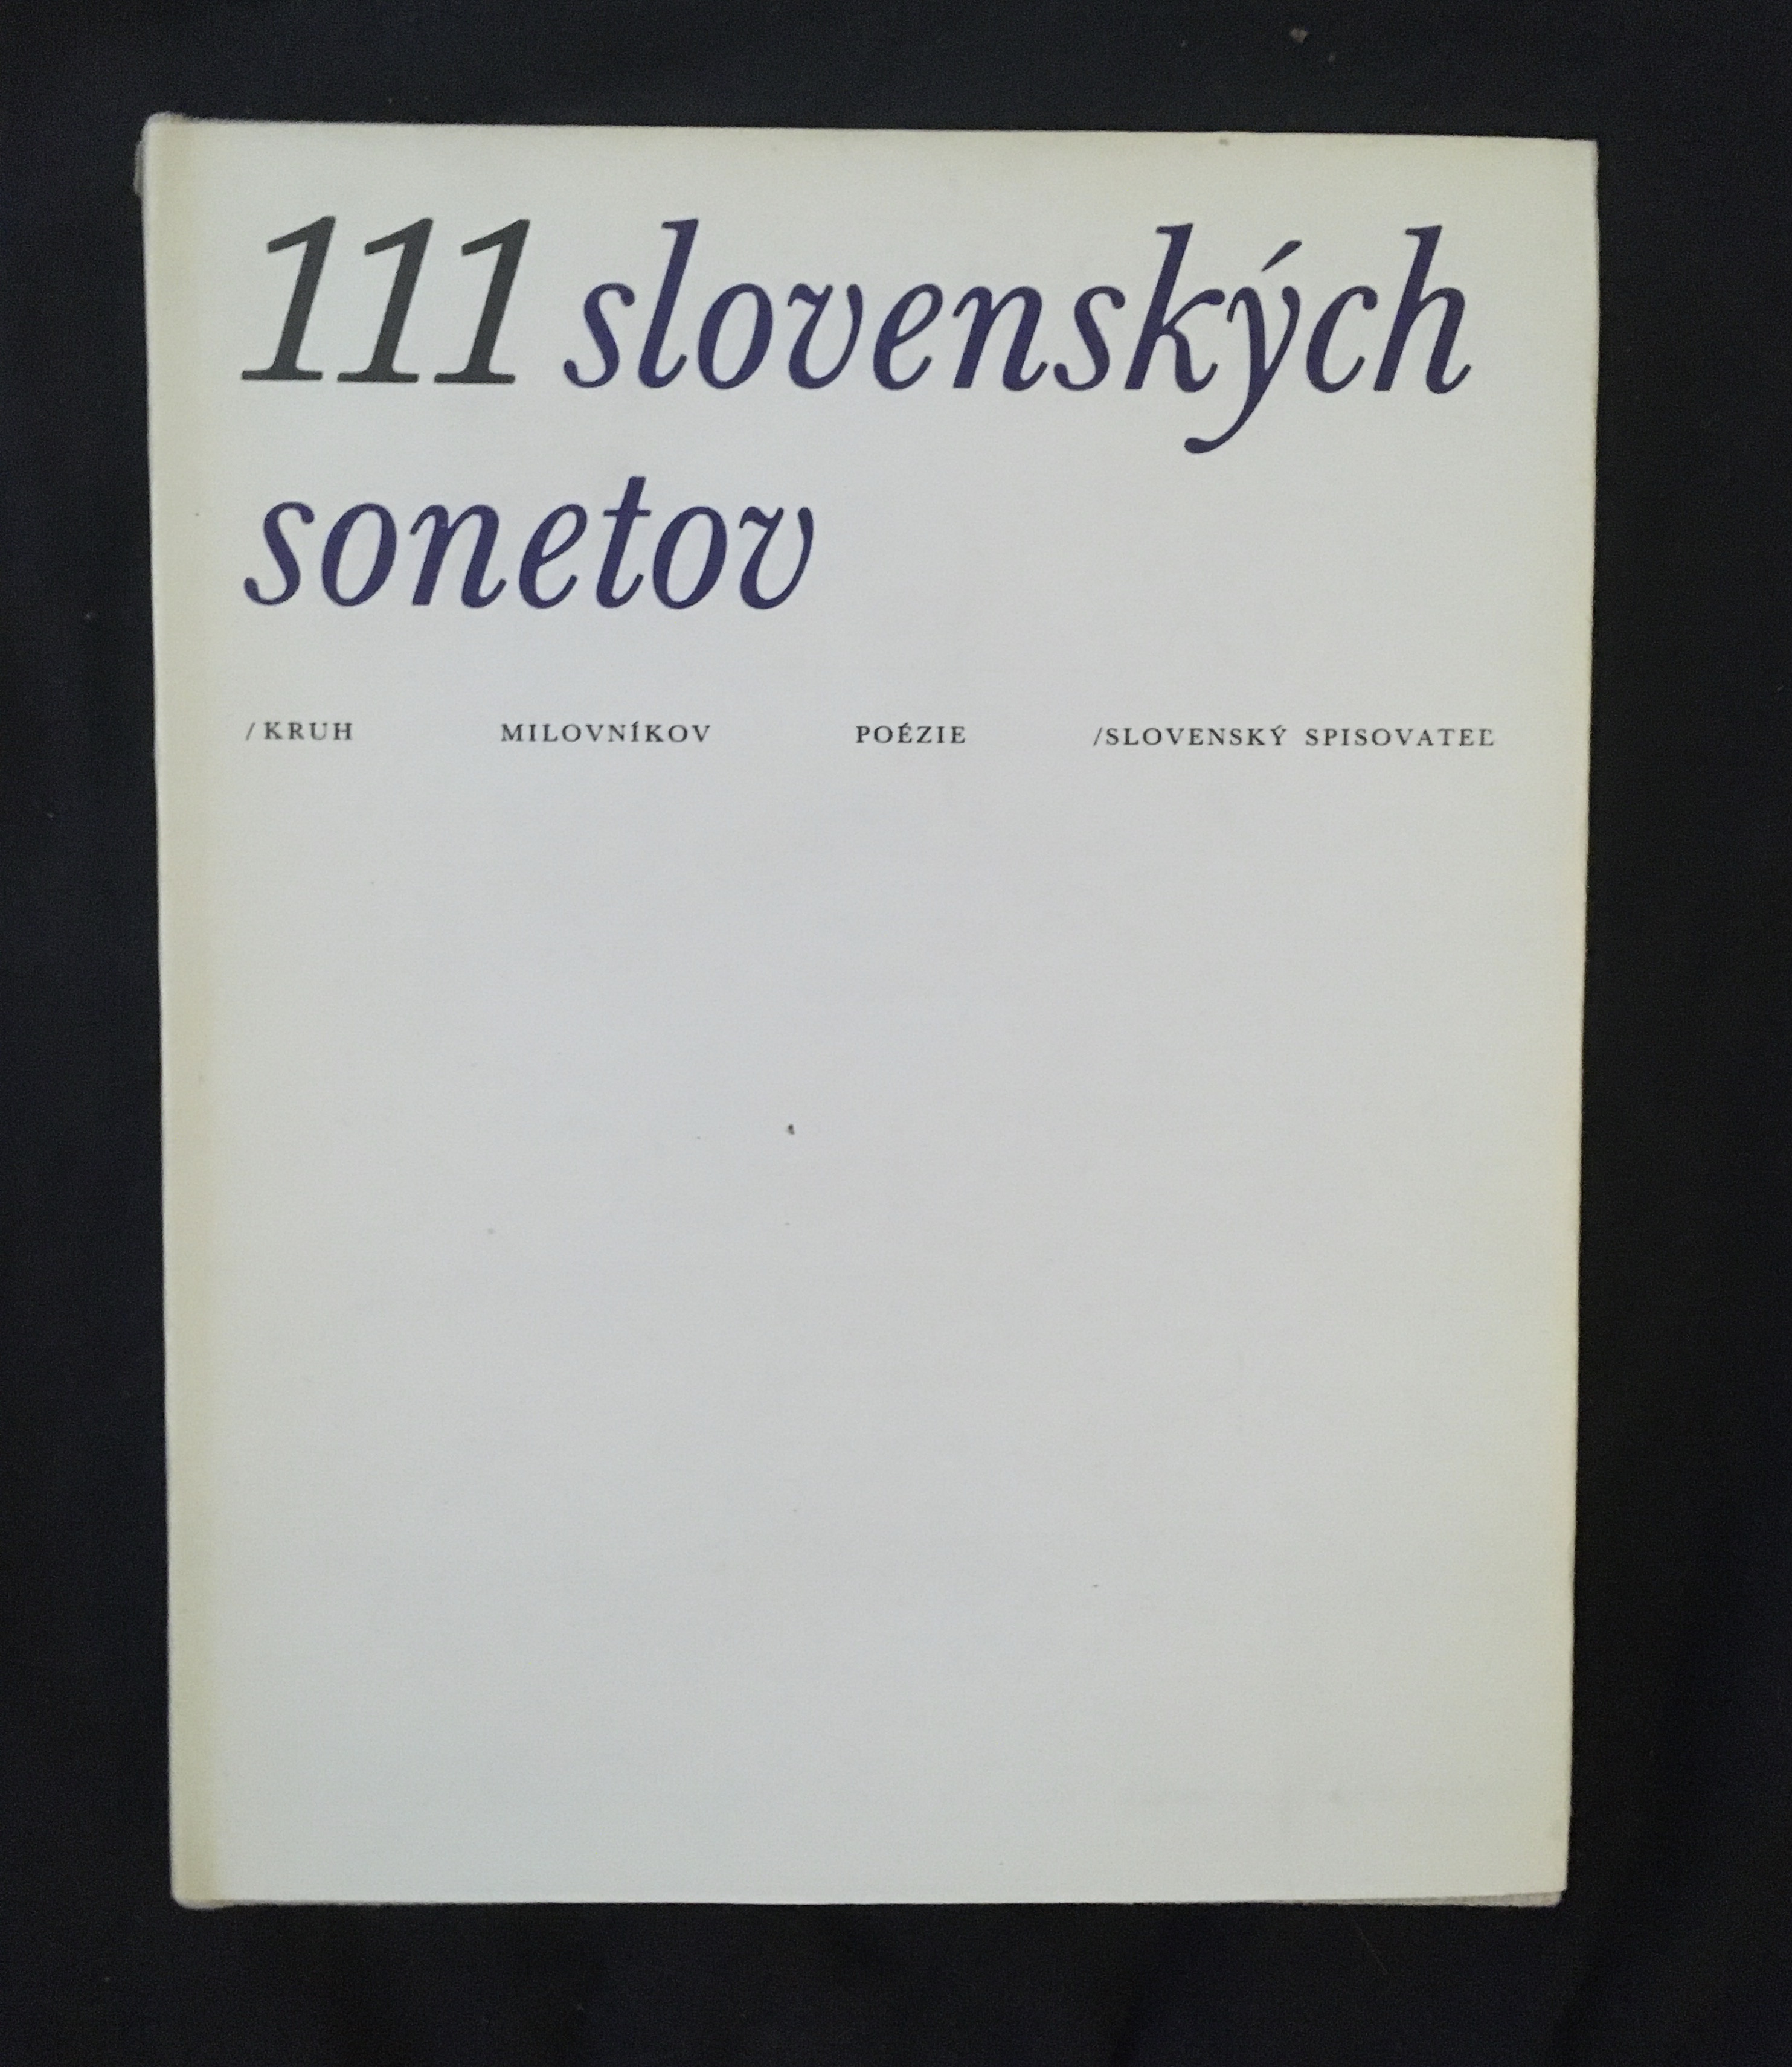 111 slovenských
sonetov
/KRUH MILOVNÍKOV POÉZIE /SLOVENSKÝ SPISOVATEĽ